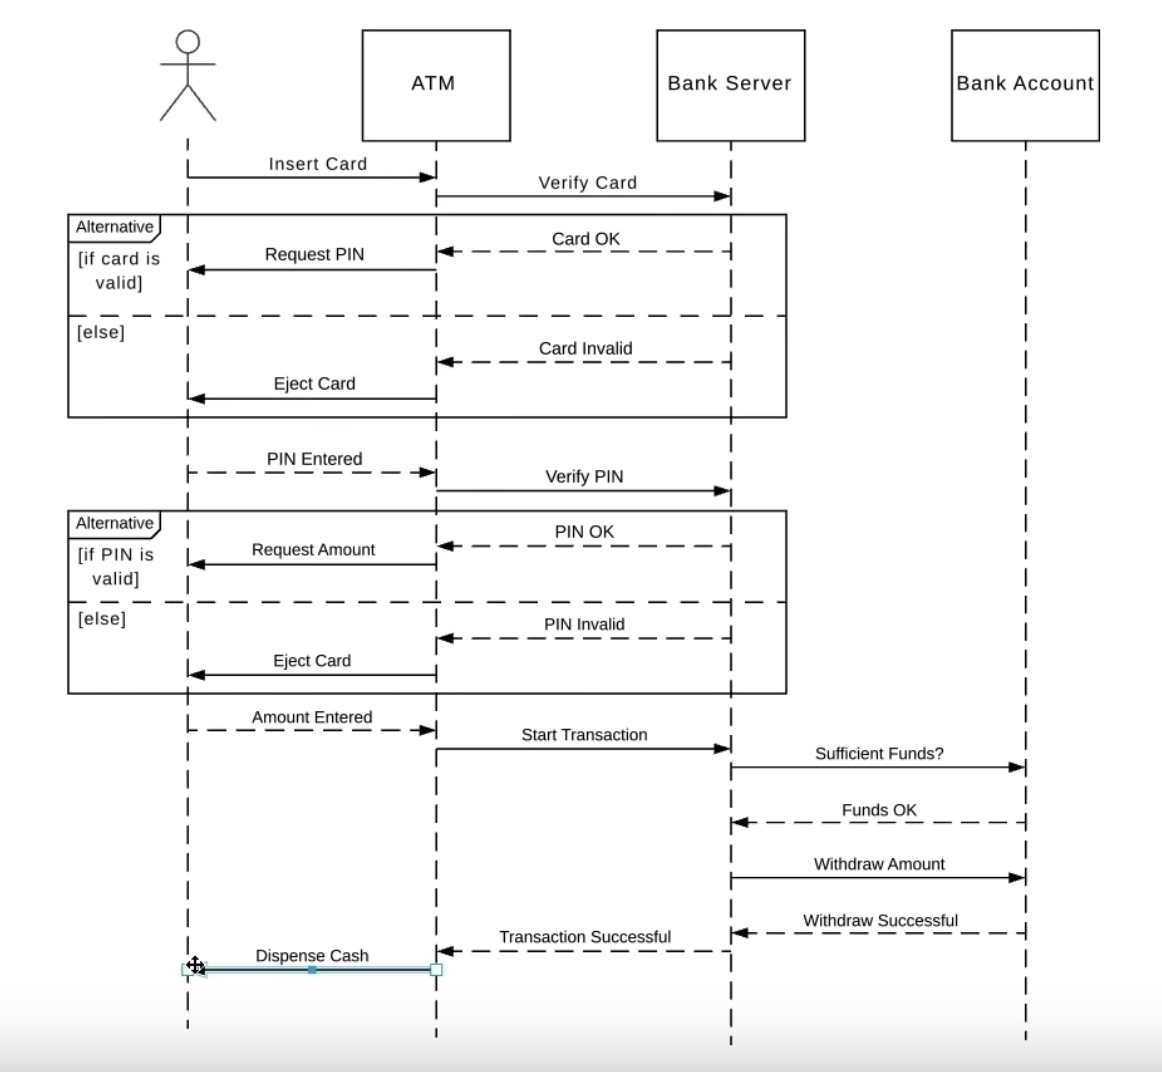 ATM
Bank Server
Bank Account
Insert Card
Verify Card
Alternative
Card OK
[if card is
valid]
Request PIN
[else]
Card Invalid
Eject Card
PIN Entered
Verify PIN
Alternative
PIN OK
[if PIN is
valid]
Request Amount
[else]
PIN Invalid
Eject Card
Amount Entered
Start Transaction
Sufficient Funds?
Funds OK
Withdraw Amount
Withdraw Successful
Transaction Successful
Dispense Cash